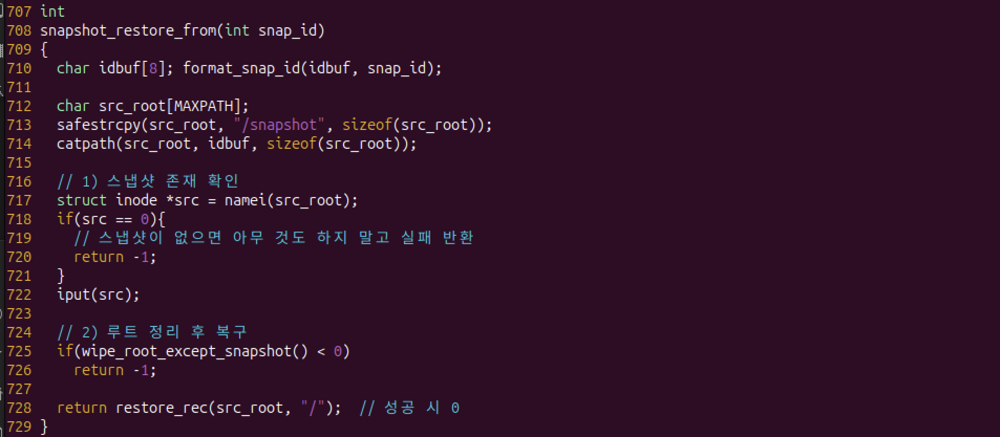 707 int
708 snapshot_restore_from(int snap_id)
709 {
710   char idbuf[8]; format_snap_id(idbuf, snap_id);
711
712   char src_root[MAXPATH];
713   safestrcpy(src_root, "/snapshot", sizeof(src_root));
714   catpath(src_root, idbuf, sizeof(src_root));
715
716   // 1) 스냅샷 존재 확인
717   struct inode *src = namei(src_root);
718   if(src == 0){
719     // 스냅샷이 없으면 아무 것도 하지 말고 실패 반환
720     return -1;
721   }
722   iput(src);
723
724   // 2) 루트 정리 후 복구
725   if(wipe_root_except_snapshot() < 0)
726     return -1;
727
728   return restore_rec(src_root, "/");  // 성공 시 0
729 }